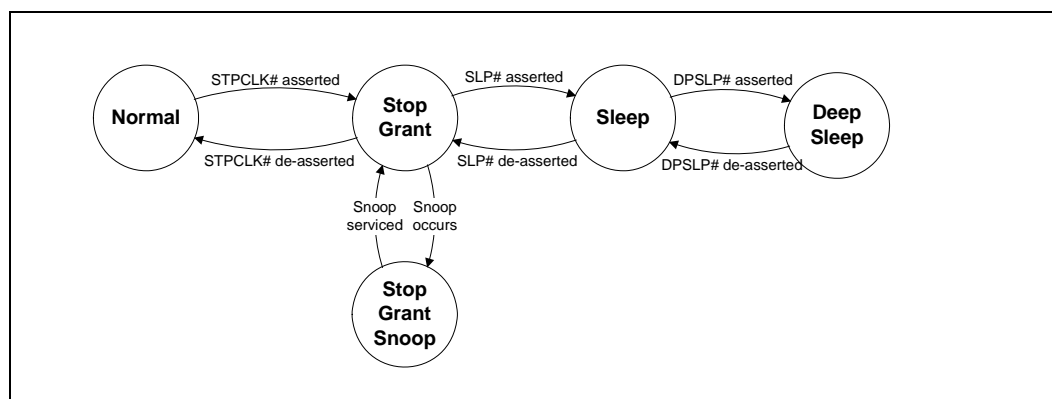 STPCLK# asserted
SLP# asserted
DPSLP# asserted
Normal
Stop
Grant
Sleep
Deep
Sleep
STPCLK# de-asserted
SLP# de-asserted
DPSLP# de-asserted
Snoop
serviced
Snoop
occurs
Stop
Grant
Snoop